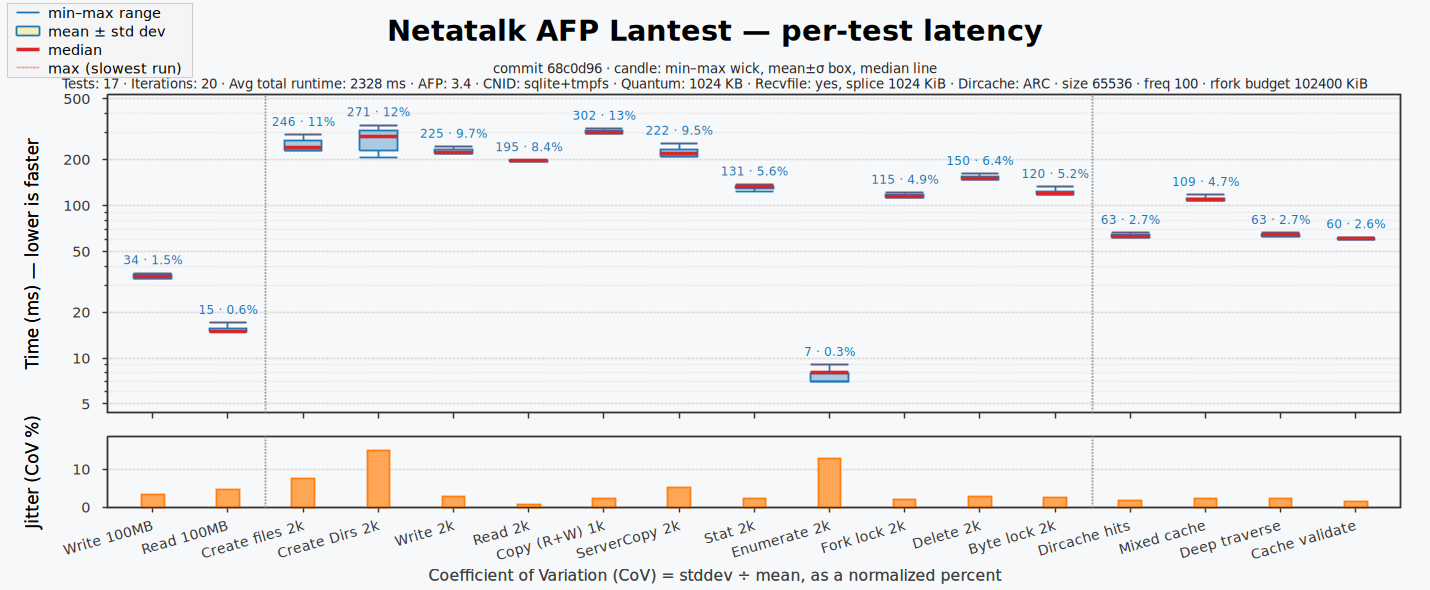 min–max range
mean ± std dev
median
max (slowest run)
Netatalk AFP Lantest — per-test latency
commit 68c0d96 · candle: min–max wick, mean±σ box, median line
Tests: 17 · Iterations: 20 · Avg total runtime: 2328 ms · AFP: 3.4 · CNID: sqlite+tmpfs · Quantum: 1024 KB · Recvfile: yes, splice 1024 KiB · Dircache: ARC · size 65536 · freq 100 · rfork budget 102400 KiB
Time (ms) — lower is faster
500
200
100
50
20
10
5
34 · 1.5%
15 · 0.6%
246 · 11%
271 · 12%
225 · 9.7%
195 · 8.4%
302 · 13%
222 · 9.5%
131 · 5.6%
7 · 0.3%
115 · 4.9%
150 · 6.4%
120 · 5.2%
63 · 2.7%
109 · 4.7%
63 · 2.7%
60 · 2.6%
Jitter (CoV %)
10
0
Write 100MB
Read 100MB
Create files 2k
Create Dirs 2k
Write 2k
Read 2k
Copy (R+W) 1k
ServerCopy 2k
Stat 2k
Enumerate 2k
Fork lock 2k
Delete 2k
Byte lock 2k
Dircache hits
Mixed cache
Deep traverse
Cache validate
Coefficient of Variation (CoV) = stddev ÷ mean, as a normalized percent